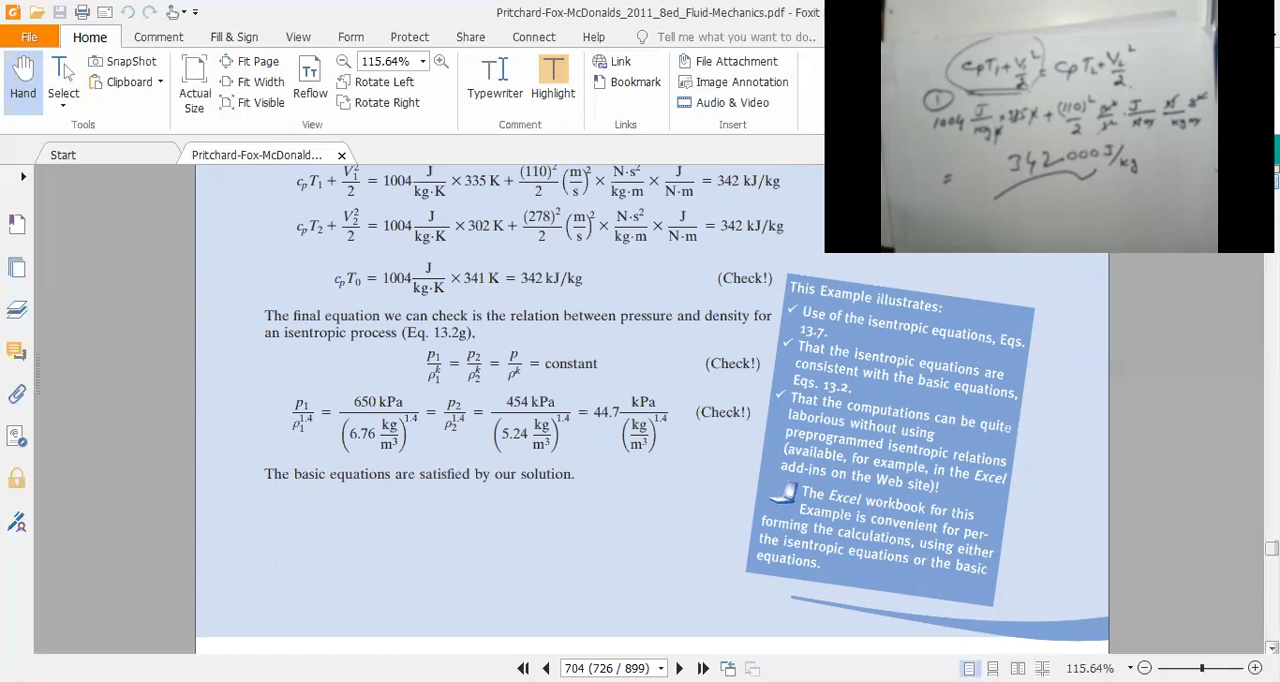 Pritchard-Fox-McDonalds_2011_8ed_Fluid-Mechanics.pdf - Foxit
File Home Comment Fill & Sign View Form Protect Share Connect Help Tell me what you want to do...
Hand
Select
SnapShot
Clipboard
Actual Size
Fit Page
Fit Width
Fit Visible
Reflow
115.64%
Rotate Left
Rotate Right
Typewriter
Highlight
Link
Bookmark
File Attachment
Image Annotation
Audio & Video
Tools View Comment Links Insert
Start Pritchard-Fox-McDonald...
c_pT_1 + V_1^2/2 = 1004 J/(kg·K) × 335 K + (110)^2/2 (m/s)^2 × N·s^2/(kg·m) × J/(N·m) = 342 kJ/kg
c_pT_2 + V_2^2/2 = 1004 J/(kg·K) × 302 K + (278)^2/2 (m/s)^2 × N·s^2/(kg·m) × J/(N·m) = 342 kJ/kg
c_pT_0 = 1004 J/(kg·K) × 341 K = 342 kJ/kg (Check!)
The final equation we can check is the relation between pressure and density for
an isentropic process (Eq. 13.2g),
p_1/ρ_1^k = p_2/ρ_2^k = p/ρ^k = constant (Check!)
p_1/ρ_1^1.4 = 650 kPa/(6.76 kg/m^3)^1.4 = p_2/ρ_2^1.4 = 454 kPa/(5.24 kg/m^3)^1.4 = 44.7 kPa/(kg/m^3)^1.4 (Check!)
The basic equations are satisfied by our solution.
This Example illustrates:
✓ Use of the isentropic equations, Eqs.
13.7.
✓ That the isentropic equations are
consistent with the basic equations,
Eqs. 13.2.
✓ That the computations can be quite
laborious without using
preprogrammed isentropic relations
(available, for example, in the Excel
add-ins on the Web site)!
The Excel workbook for this
Example is convenient for per-
forming the calculations, using either
the isentropic equations or the basic
equations.
c_pT_1 + V_1^2/2 = c_pT_2 + V_2^2/2
①
1004 J/(kg·K) × 335 K + (110)^2/2 m^2/s^2 · J/(N·m)
= 342000 J/kg
704 (726 / 899)
115.64%